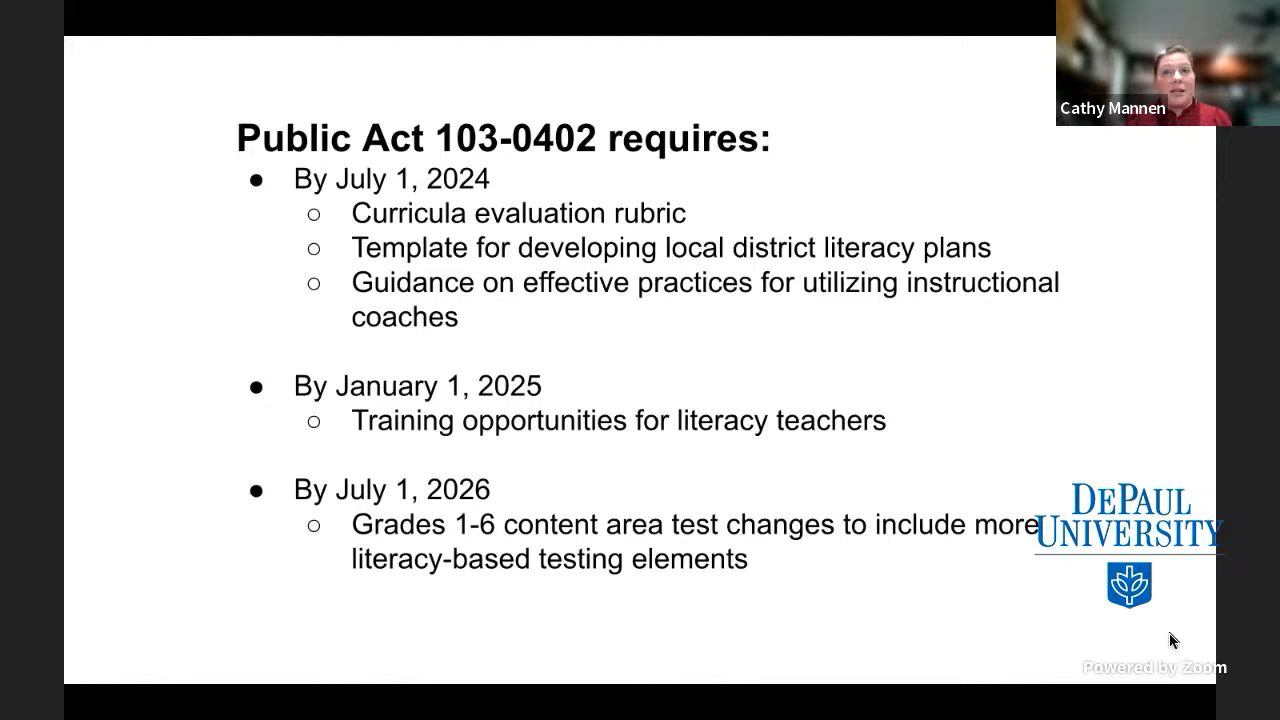 Public Act 103-0402 requires:
● By July 1, 2024
○ Curricula evaluation rubric
○ Template for developing local district literacy plans
○ Guidance on effective practices for utilizing instructional
coaches
● By January 1, 2025
○ Training opportunities for literacy teachers
● By July 1, 2026
○ Grades 1-6 content area test changes to include more
literacy-based testing elements
Cathy Mannen
DEPAUL
UNIVERSITY
Powered by Zoom